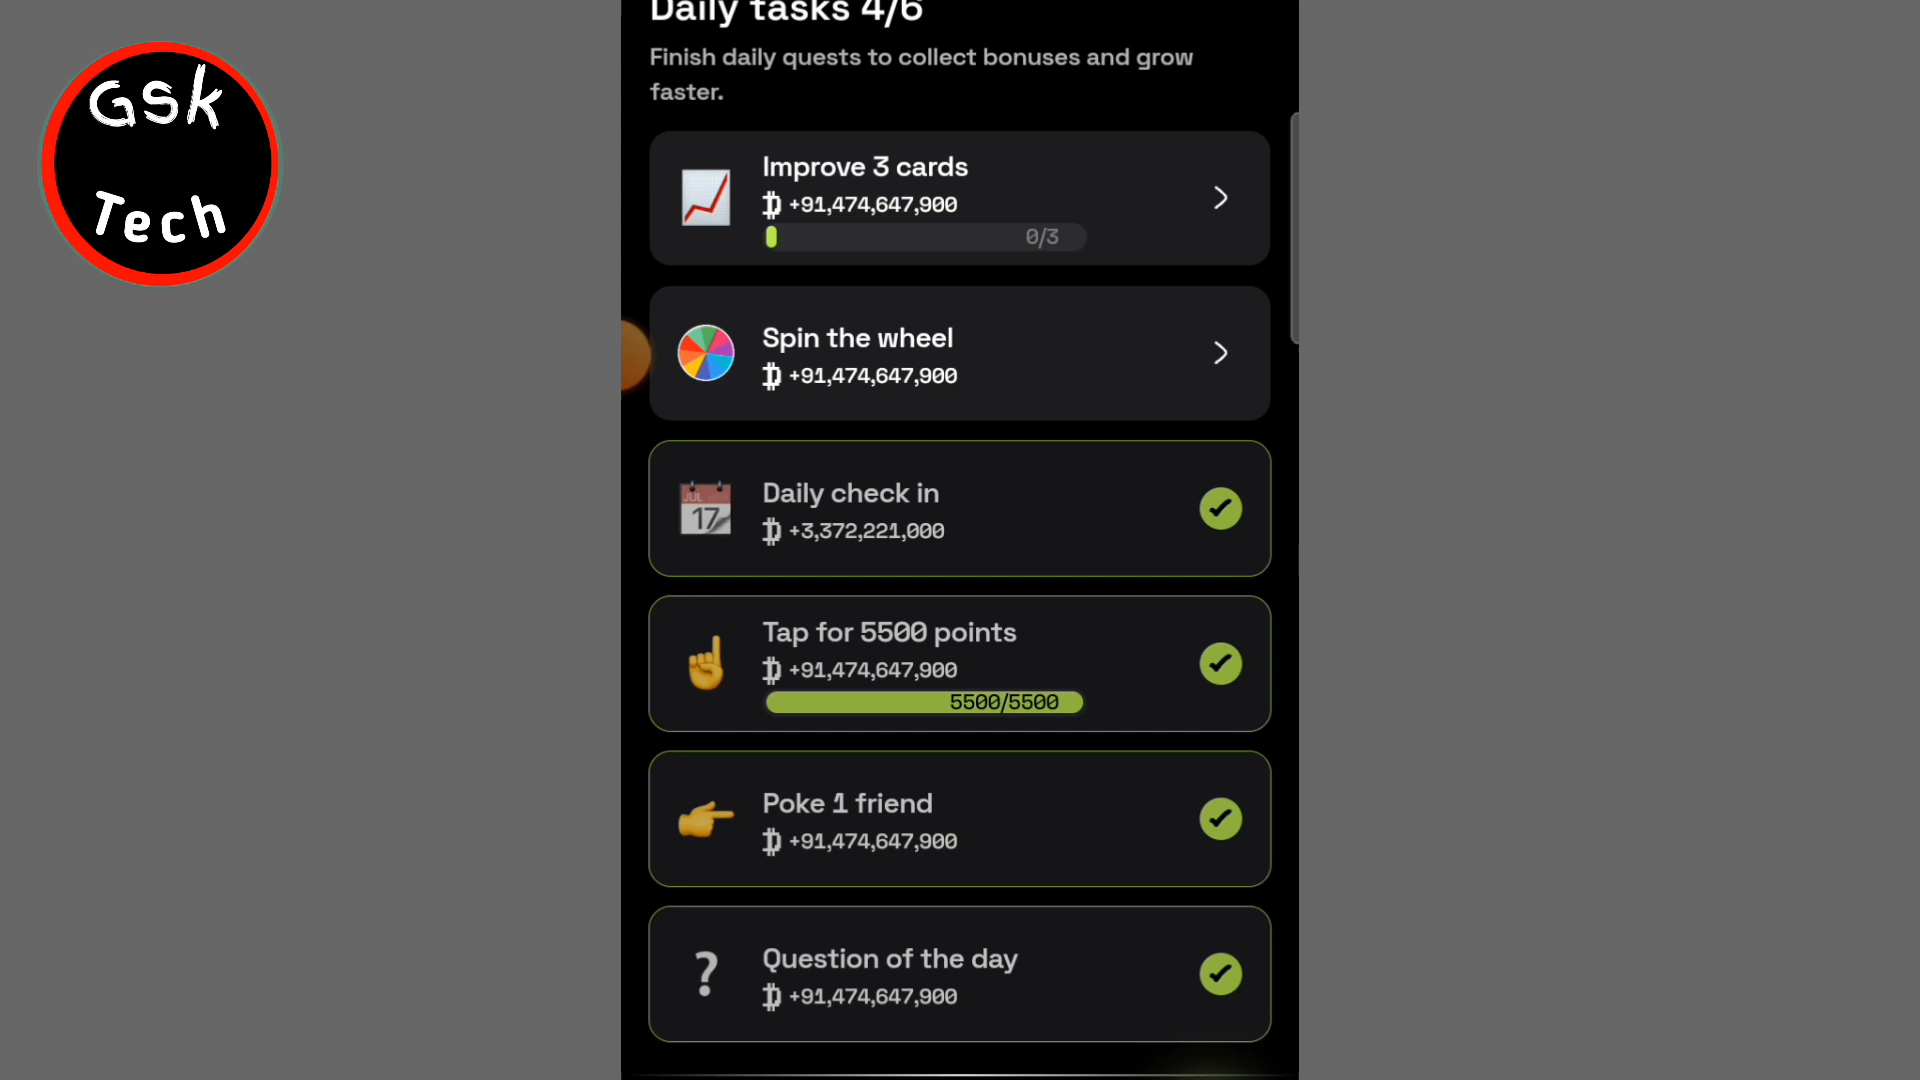 Gsk
Tech
Daily tasks 4/6
Finish daily quests to collect bonuses and grow
faster.
Improve 3 cards
+91,474,647,900
0/3
Spin the wheel
+91,474,647,900
JUL
17
Daily check in
+3,372,221,000
Tap for 5500 points
+91,474,647,900
5500/5500
Poke 1 friend
+91,474,647,900
?
Question of the day
+91,474,647,900